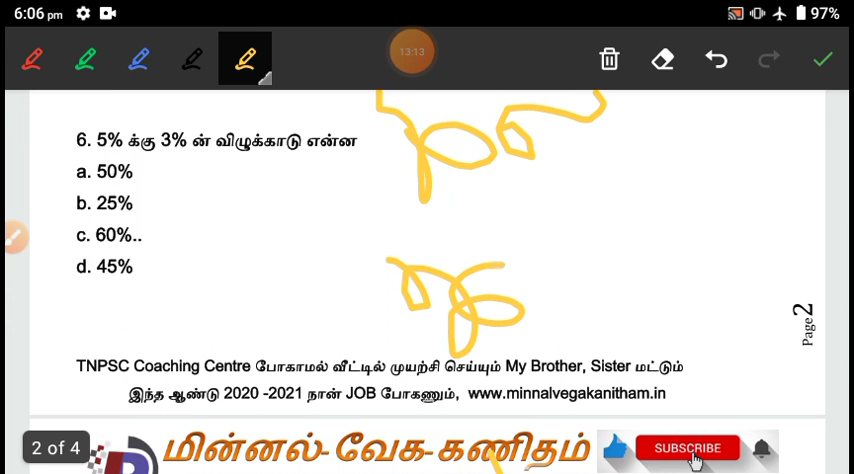 6:06 pm 97%
13:13
6. 5% க்கு 3% ன் விழுக்காடு என்ன
a. 50%
b. 25%
c. 60%..
d. 45%
Page2
TNPSC Coaching Centre போகாமல் வீட்டில் முயற்சி செய்யும் My Brother, Sister மட்டும்
இந்த ஆண்டு 2020 -2021 நான் JOB போகணும், www.minnalvegakanitham.in
2 of 4
மின்னல்-வேக-கணிதம்
SUBSCRIBE